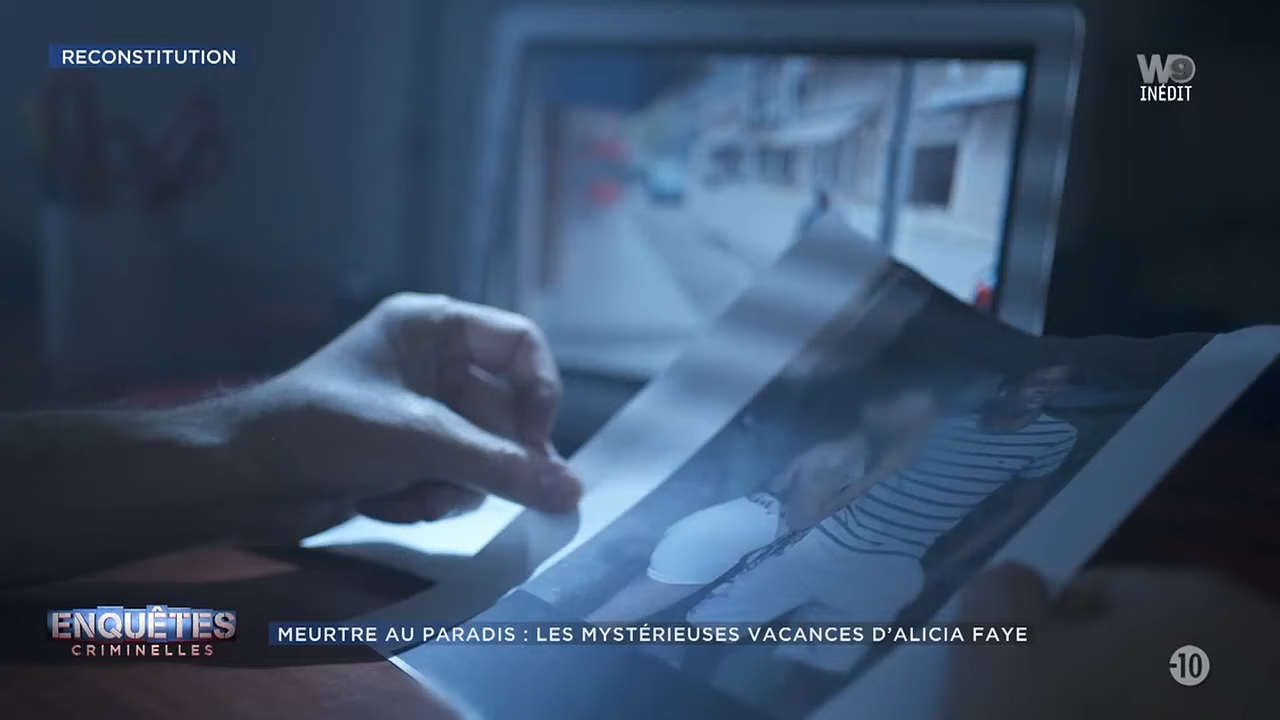 RECONSTITUTION
W9
INÉDIT
ENQUÊTES
CRIMINELLES
MEURTRE AU PARADIS : LES MYSTÉRIEUSES VACANCES D'ALICIA FAYE
-10